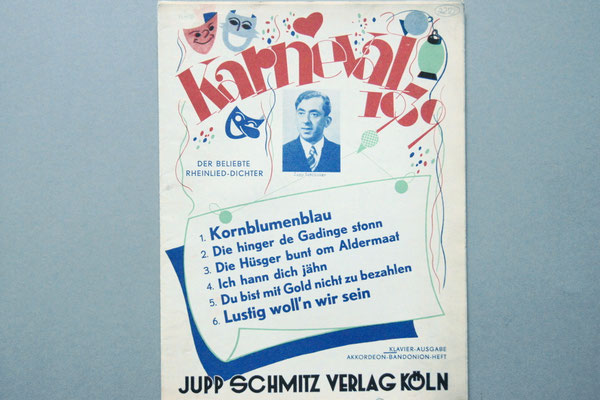 Karneval
1939
DER BELIEBTE
RHEINLIED-DICHTER
1. Kornblumenblau
2. Die hinger de Gadinge stonn
3. Die Hüsger bunt om Aldermaat
4. Ich hann dich jähn
5. Du bist mit Gold nicht zu bezahlen
6. Lustig woll'n wir sein
KLAVIER-AUSGABE
AKKORDEON-BANDONION-HEFT
JUPP SCHMITZ VERLAG KÖLN